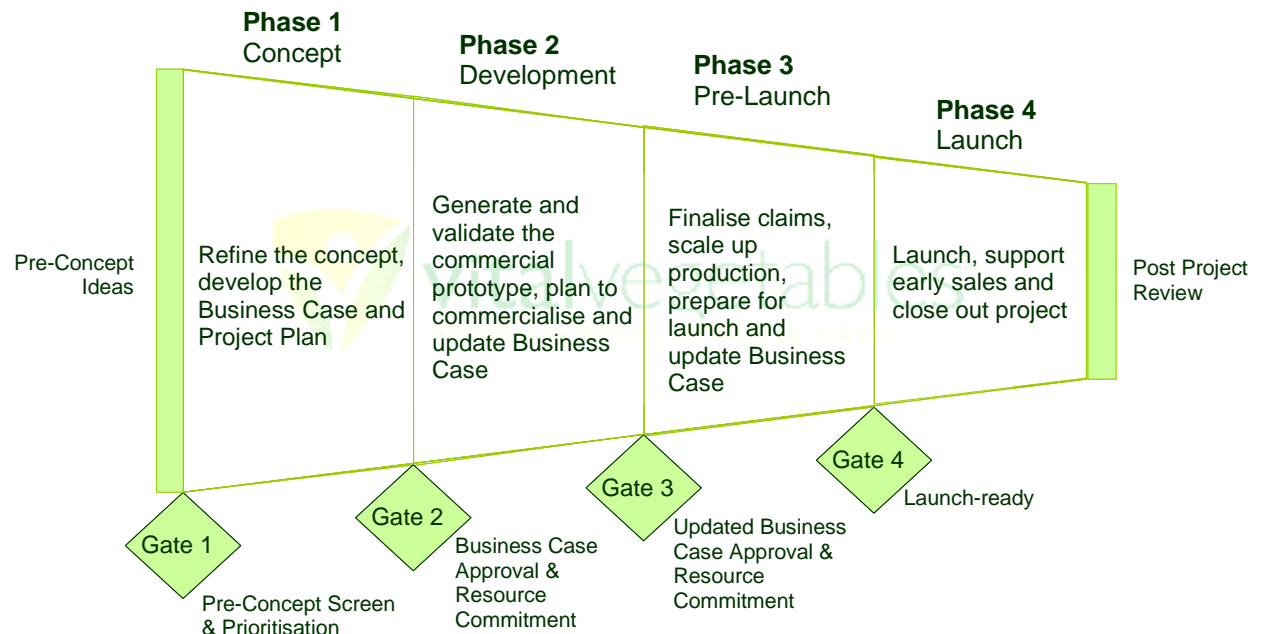 Phase 1
Concept
Phase 2
Development
Phase 3
Pre-Launch
Phase 4
Launch
Pre-Concept
Ideas
Refine the concept,
develop the
Business Case and
Project Plan
Generate and
validate the
commercial
prototype, plan to
commercialise and
update Business
Case
Finalise claims,
scale up
production,
prepare for
launch and
update Business
Case
Launch, support
early sales and
close out project
Post Project
Review
vitalvegetables
Gate 1
Pre-Concept Screen
& Prioritisation
Gate 2
Business Case
Approval &
Resource
Commitment
Gate 3
Updated Business
Case Approval &
Resource
Commitment
Gate 4
Launch-ready